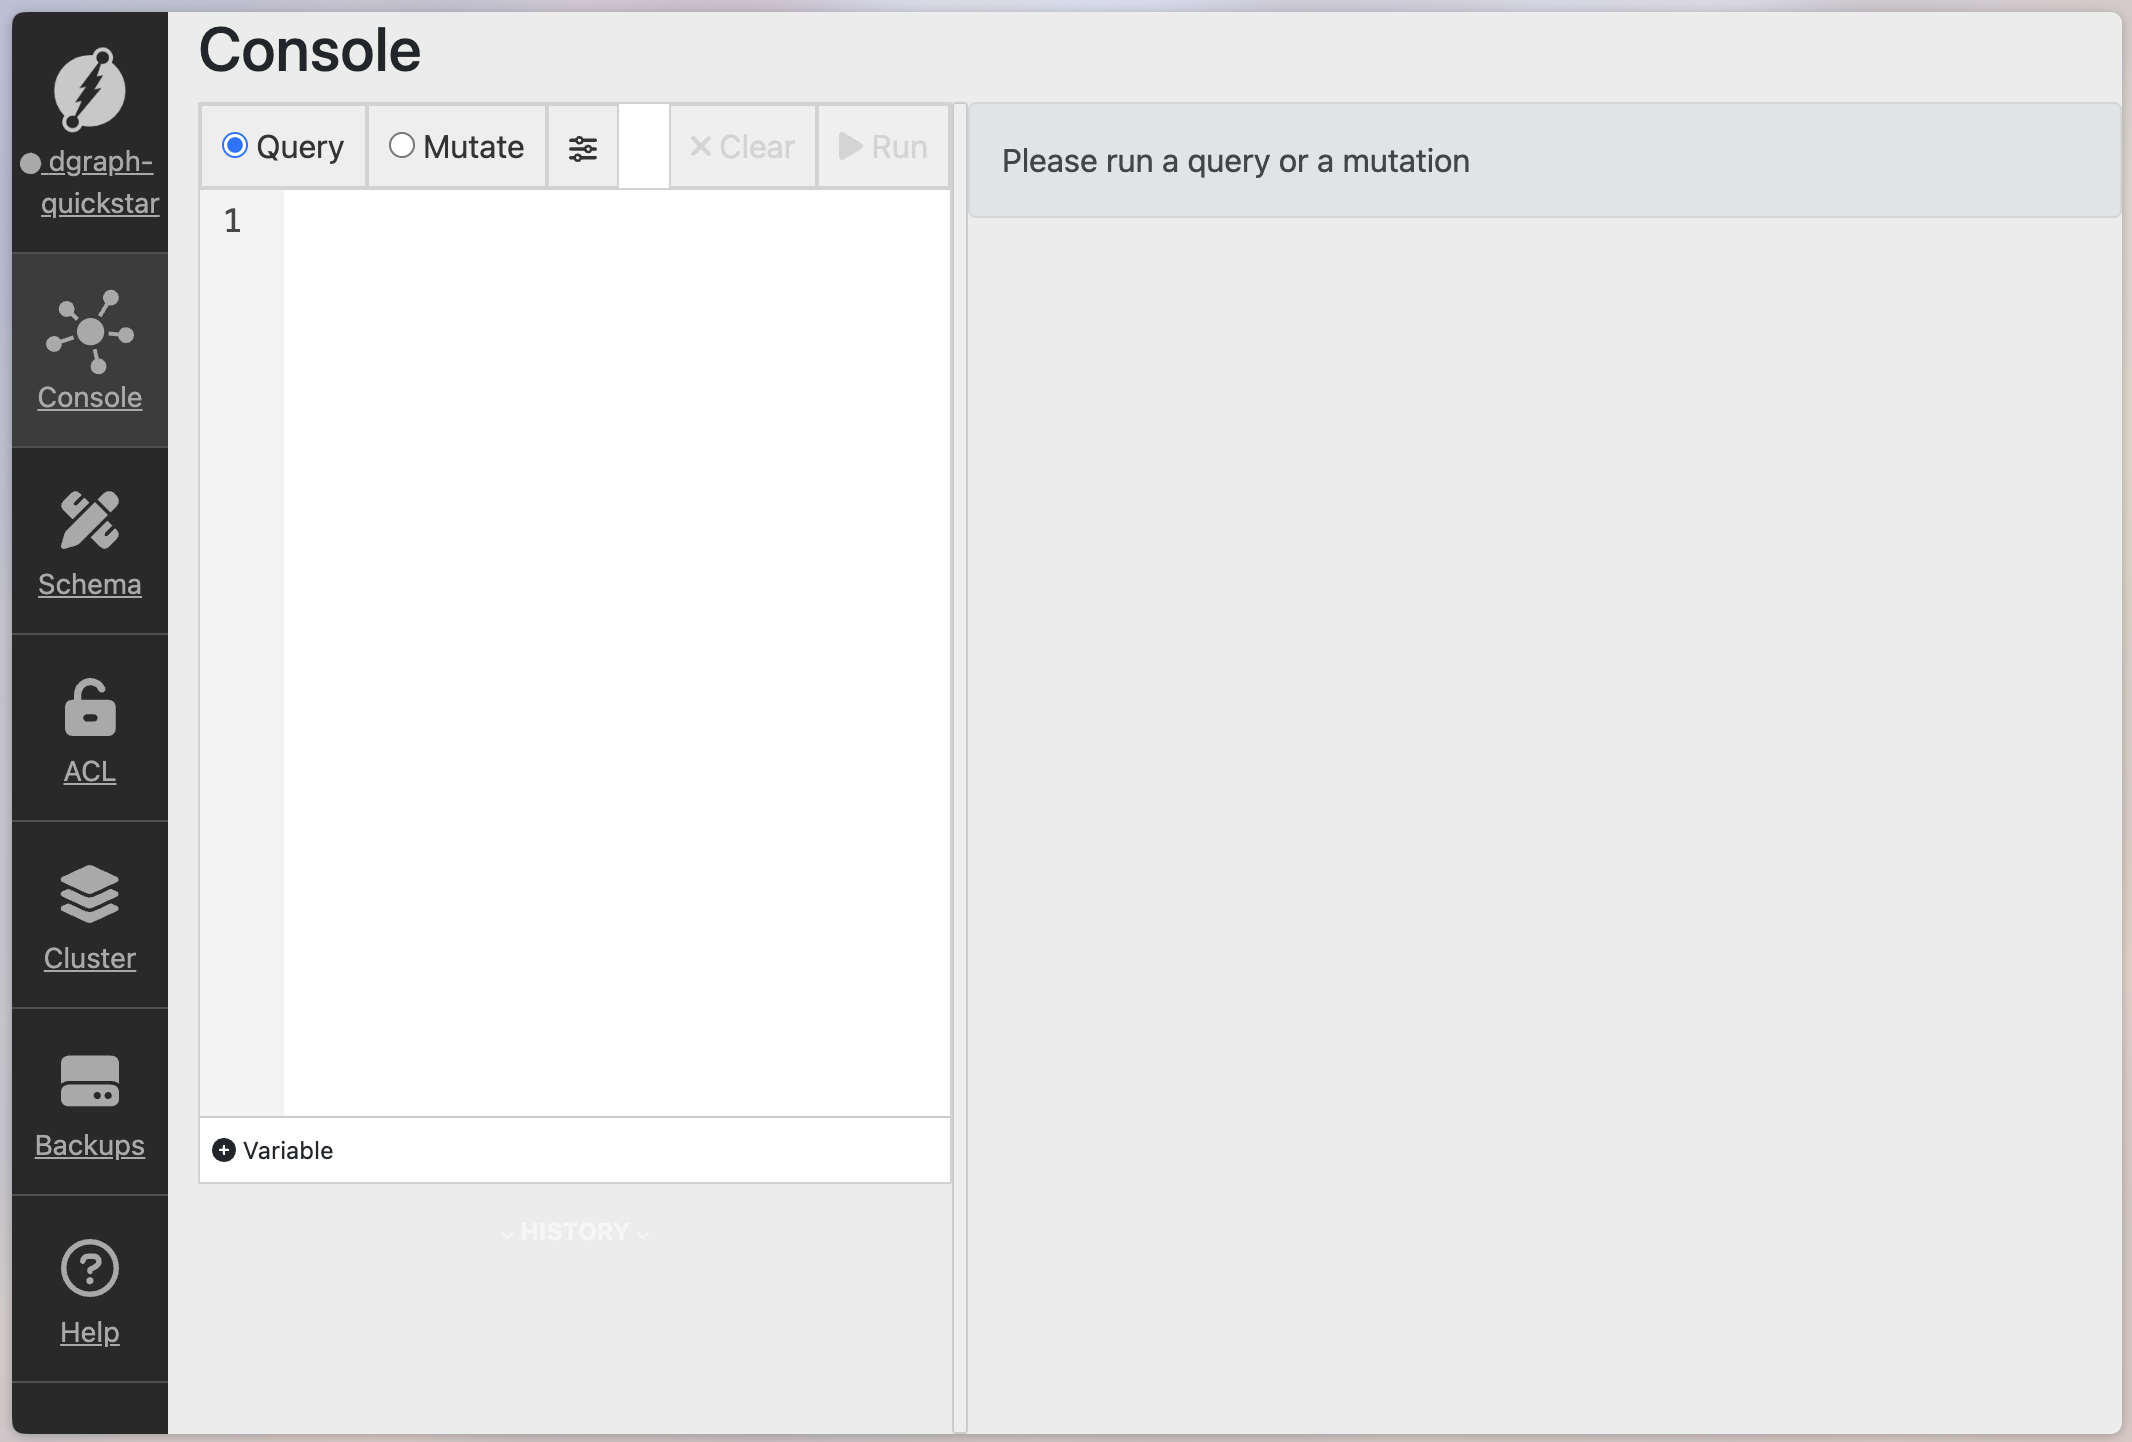 dgraph-
quickstar
Console
Schema
ACL
Cluster
Backups
Help
Console
Query
Mutate
Clear
Run
1
Variable
HISTORY
Please run a query or a mutation